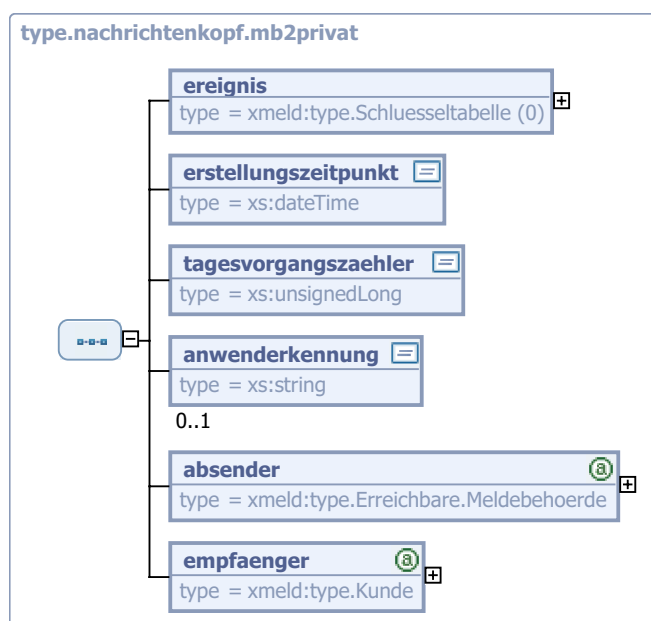 type.nachrichtenkopf.mb2privat
ereignis
type = xmeld:type.Schluesseltabelle (0)
erstellungszeitpunkt
type = xs:dateTime
tagesvorgangszaehler
type = xs:unsignedLong
anwenderkennung
type = xs:string
0..1
absender
type = xmeld:type.Erreichbare.Meldebehoerde
empfaenger
type = xmeld:type.Kunde